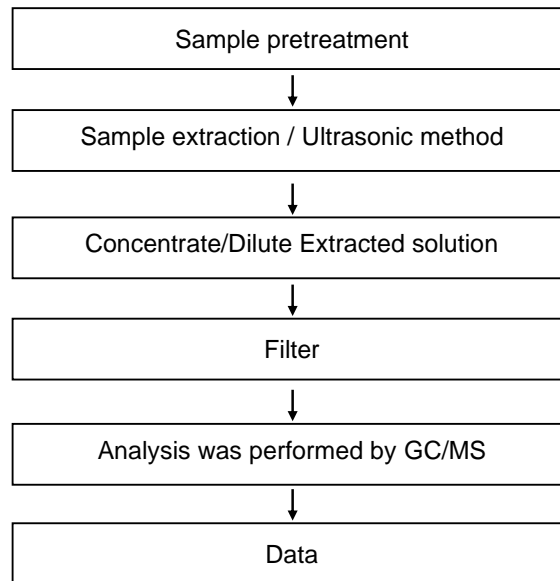 Sample pretreatment
Sample extraction / Ultrasonic method
Concentrate/Dilute Extracted solution
Filter
Analysis was performed by GC/MS
Data